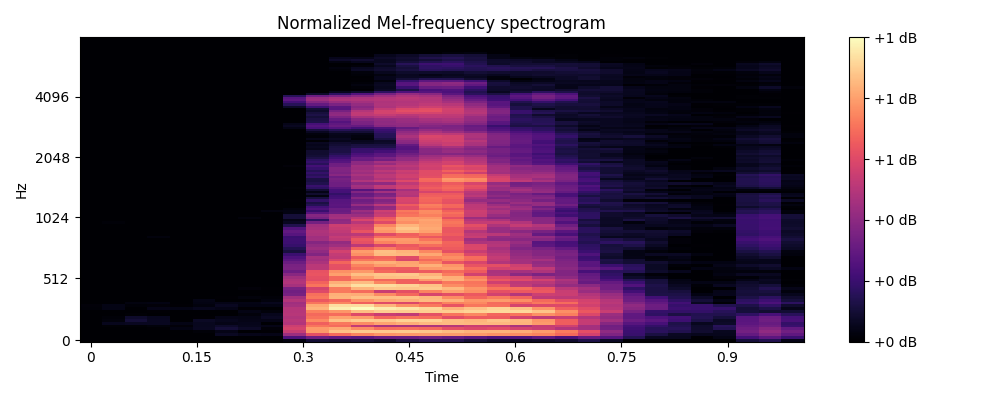 Normalized Mel-frequency spectrogram
Hz
4096
2048
1024
512
0
0 0.15 0.3 0.45 0.6 0.75 0.9
Time
+1 dB
+1 dB
+1 dB
+0 dB
+0 dB
+0 dB